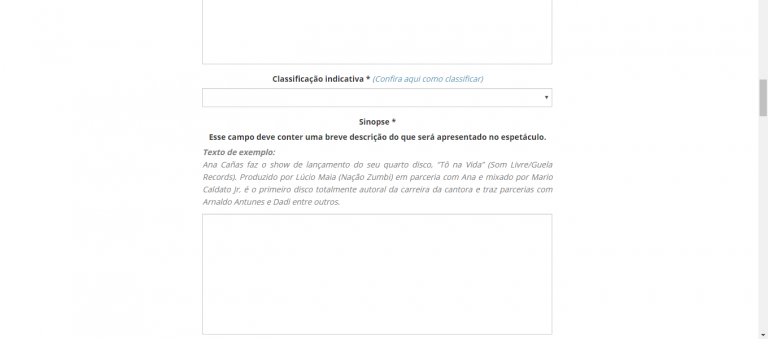 Classificação indicativa * (Confira aqui como classificar)
Sinopse *
Esse campo deve conter uma breve descrição do que será apresentado no espetáculo.
Texto de exemplo:
Ana Cañas faz o show de lançamento do seu quarto disco, “Tô na Vida” (Som Livre/Guela
Records). Produzido por Lúcio Maia (Nação Zumbi) em parceria com Ana e mixado por Mario
Caldato Jr, é o primeiro disco totalmente autoral da carreira da cantora e traz parcerias com
Arnaldo Antunes e Dadi entre outros.